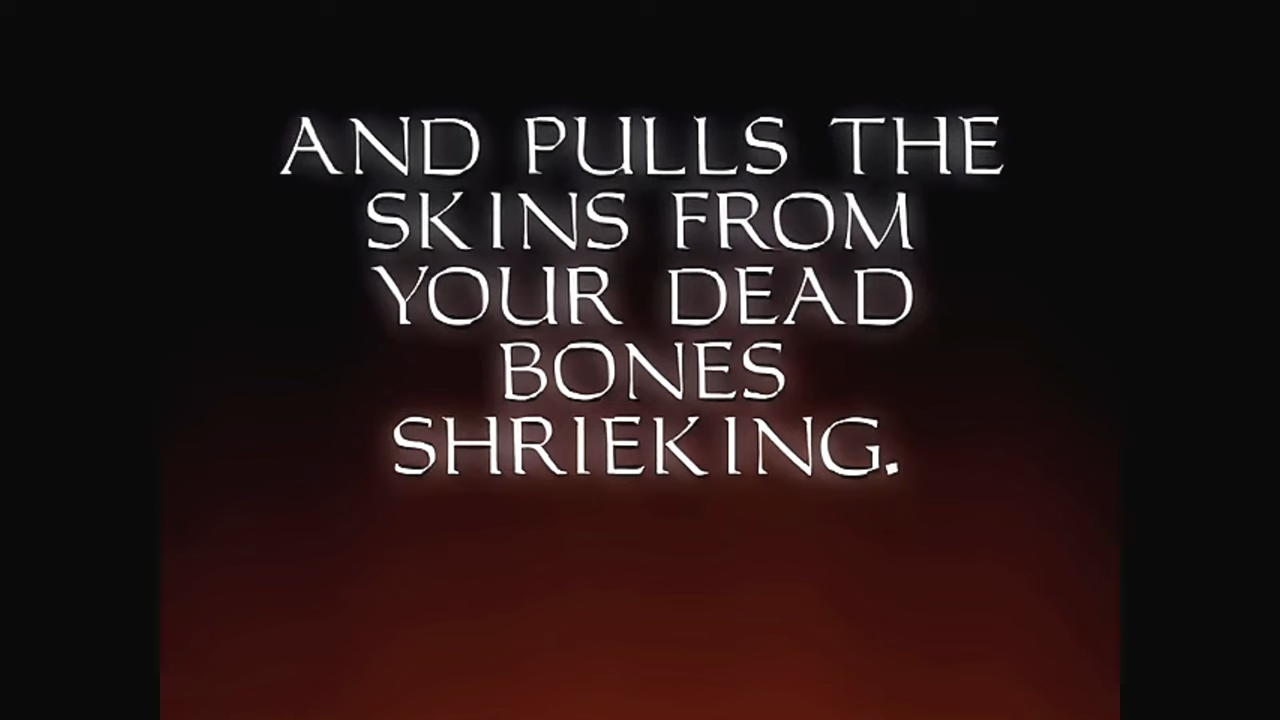 AND PULLS THE
SKINS FROM
YOUR DEAD
BONES
SHRIEKING.